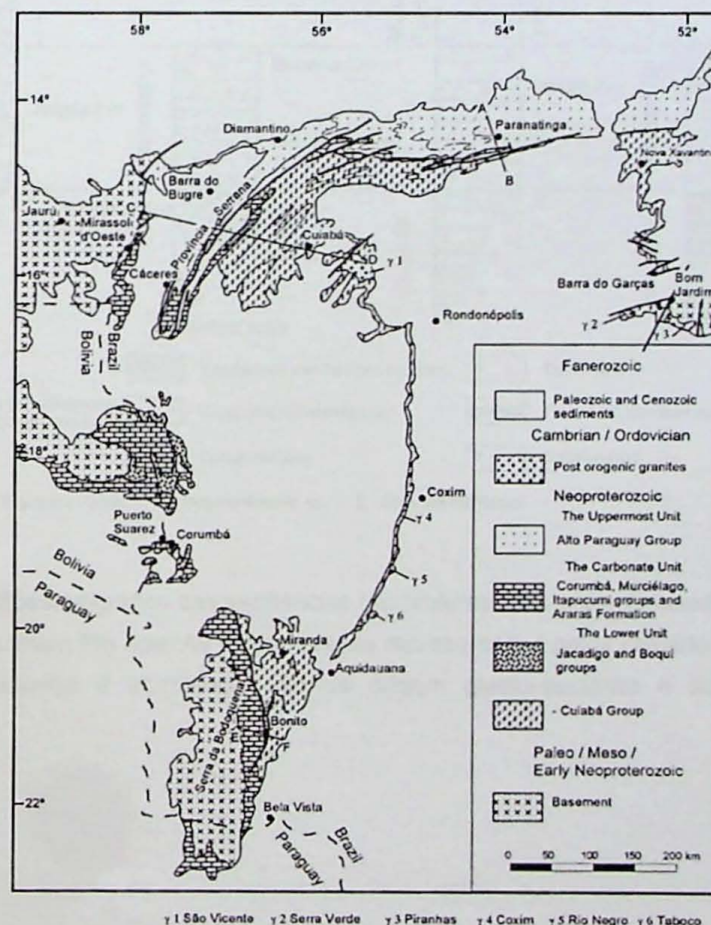 58°
56°
54°
52°
14°
A
Diamantino
Paranatinga
B
Nova Xavantin
Barra do
Bugre
Provincia Serrana
Jaurú
C
Mirassol
d'Oeste
Cuiabá
D
γ 1
Cáceres
16°
Barra do Garças
Bom
Jardim
γ 2
γ 3
Rondonópolis
Bolivia
Brazil
18°
Coxim
γ 4
Puerto
Suarez
Corumbá
γ 5
Bolivia
Paraguay
γ 6
20°
Miranda
Aquidauana
Serra da Bodoquena
E
Bonito
F
22°
Bela Vista
Brazil
Paraguay
Fanerozoic
Paleozoic and Cenozoic
sediments
Cambrian / Ordovician
Post orogenic granites
Neoproterozoic
The Uppermost Unit
Alto Paraguay Group
The Carbonate Unit
Corumbá, Murciélago,
Itapucumi groups and
Araras Formation
The Lower Unit
Jacadigo and Boqui
groups
- Cuiabá Group
Paleo / Meso /
Early Neoproterozoic
Basement
0 50 100 150 200 km
γ 1 São Vicente γ 2 Serra Verde γ 3 Piranhas γ 4 Coxim γ 5 Rio Negro γ 6 Taboco